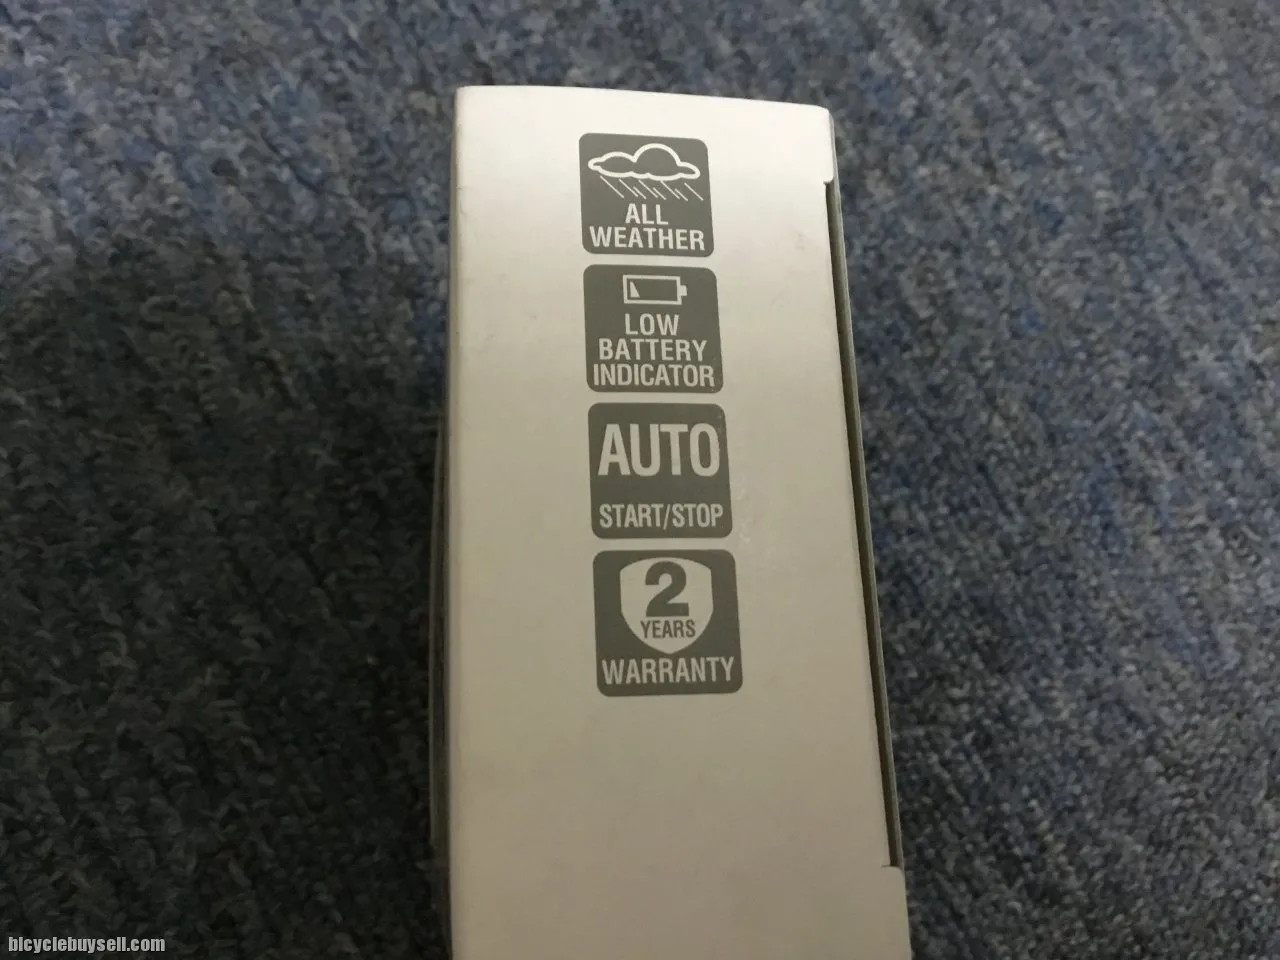 ALL
WEATHER
LOW
BATTERY
INDICATOR
AUTO
START/STOP
2
YEARS
WARRANTY
bicyclebuysell.com